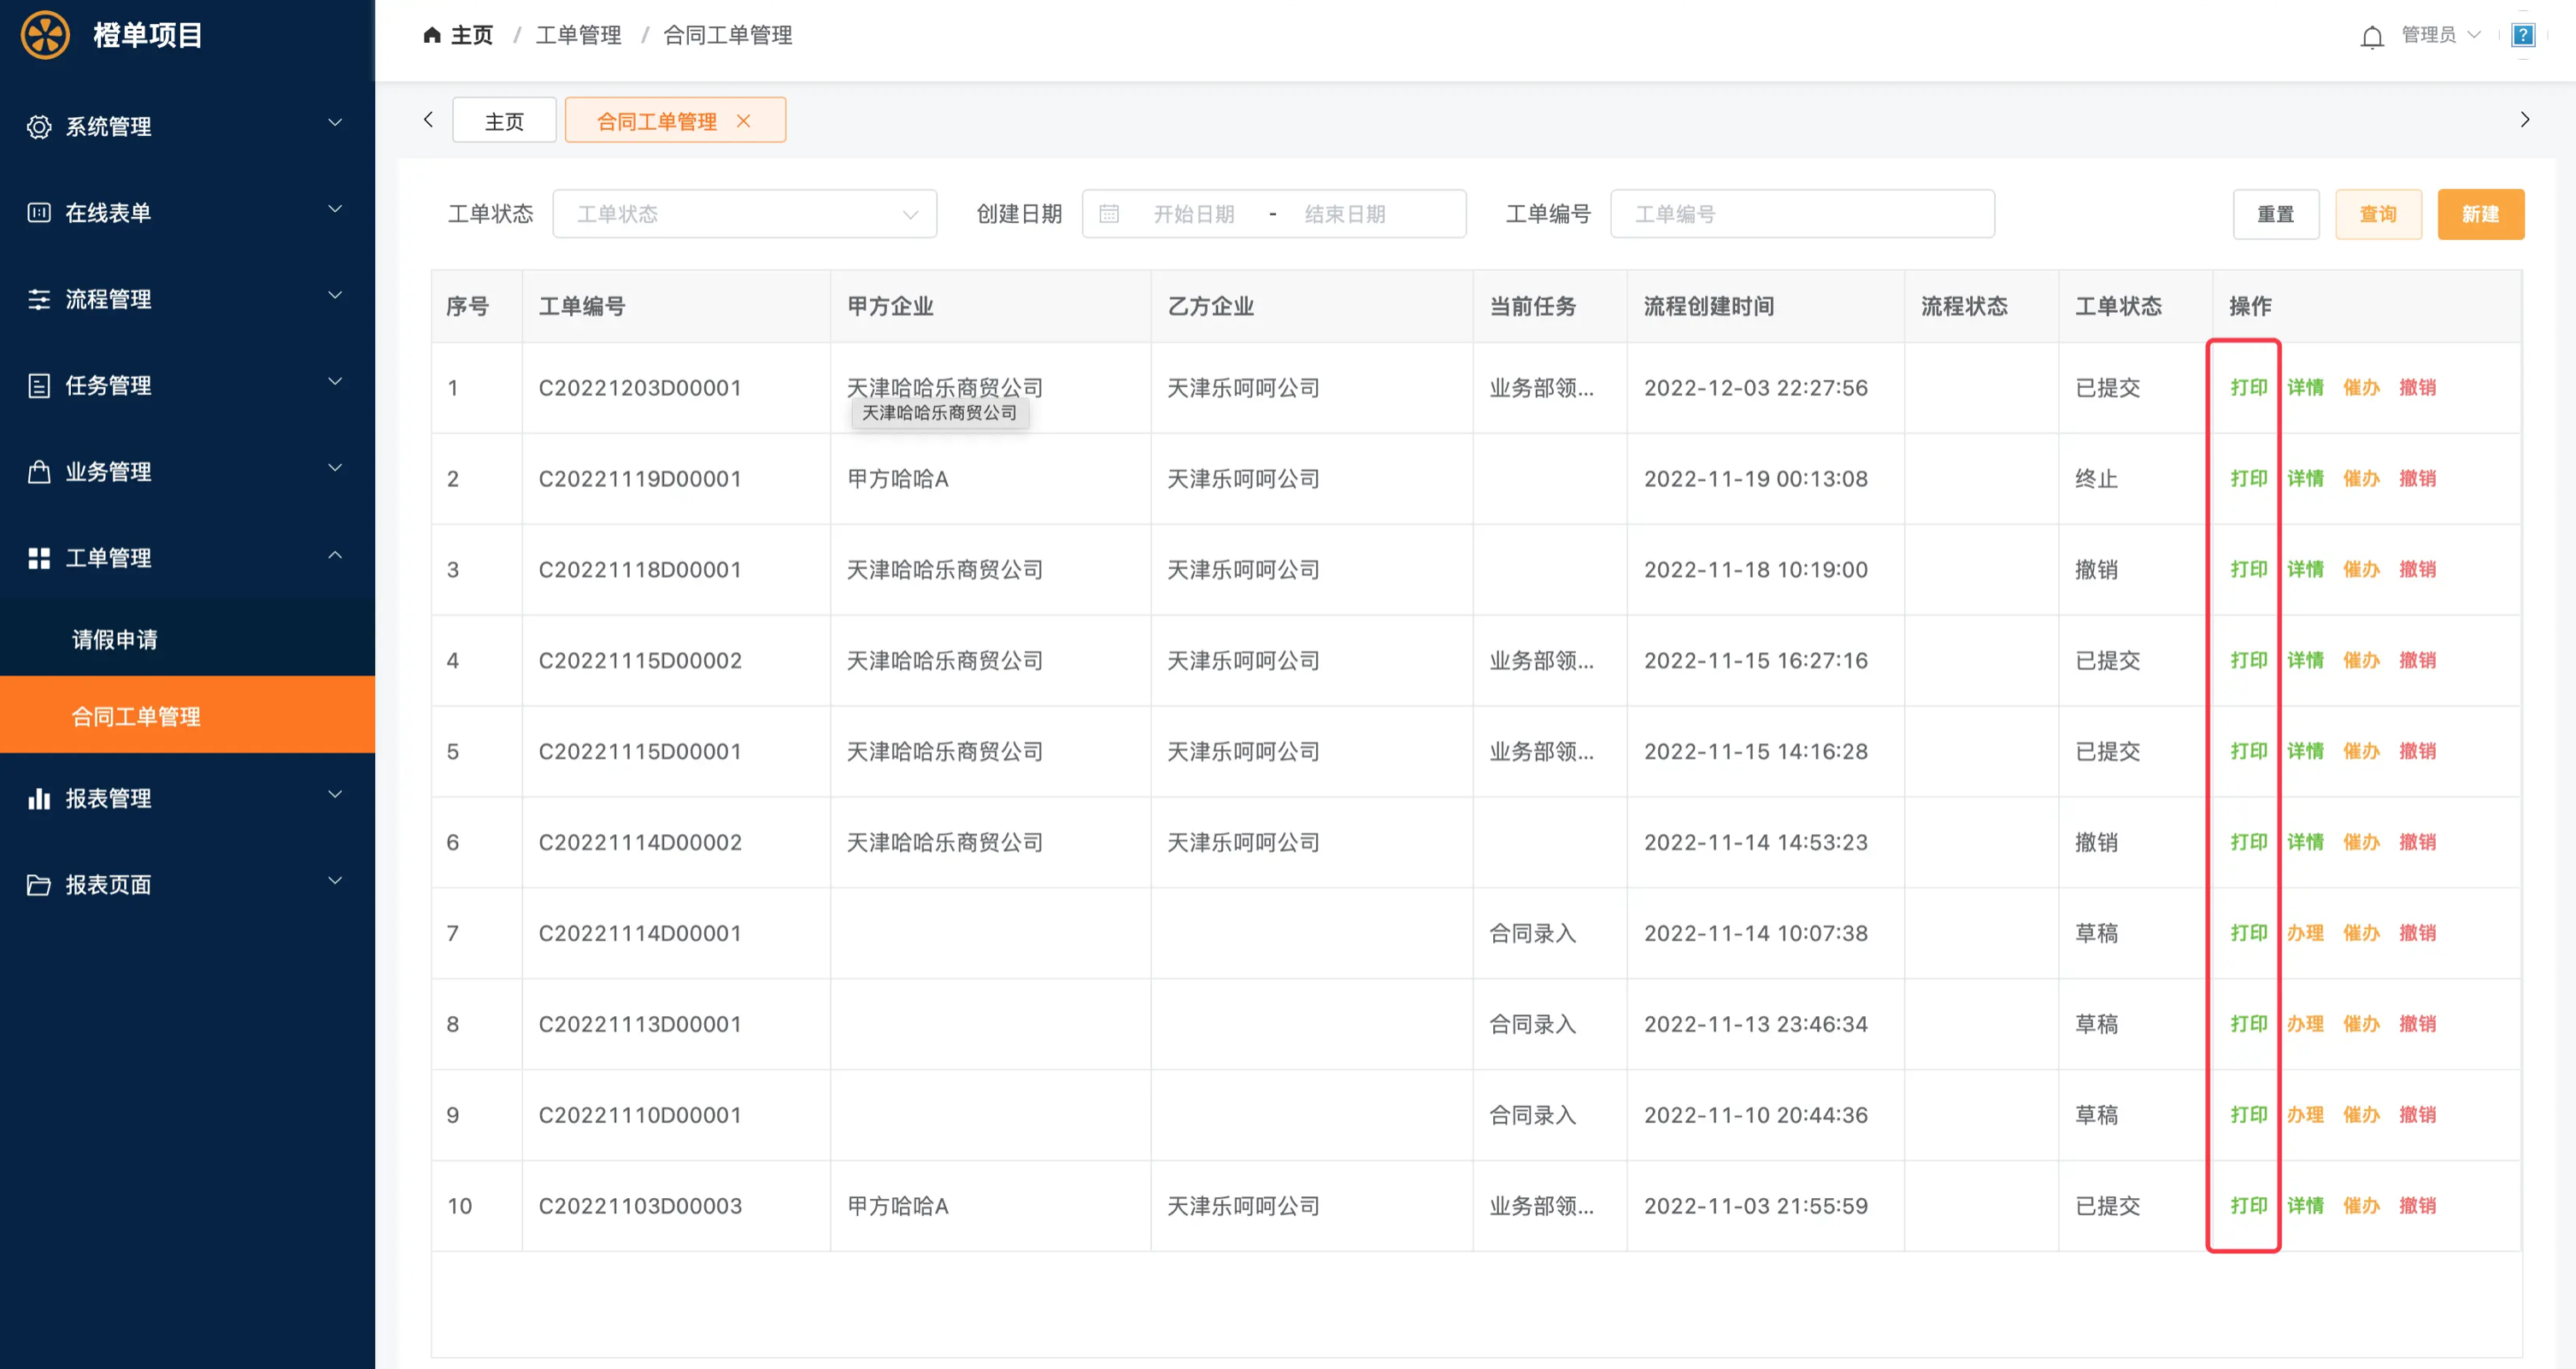 橙单项目
主页 / 工单管理 / 合同工单管理
管理员
?
系统管理
在线表单
流程管理
任务管理
业务管理
工单管理
请假申请
合同工单管理
报表管理
报表页面
主页 合同工单管理
工单状态 工单状态 创建日期 开始日期 - 结束日期 工单编号 工单编号 重置 查询 新建
序号 工单编号 甲方企业 乙方企业 当前任务 流程创建时间 流程状态 工单状态 操作
1 C20221203D00001 天津哈哈乐商贸公司 天津乐呵呵公司 业务部领... 2022-12-03 22:27:56 已提交 打印 详情 催办 撤销
天津哈哈乐商贸公司
2 C20221119D00001 甲方哈哈A 天津乐呵呵公司 2022-11-19 00:13:08 终止 打印 详情 催办 撤销
3 C20221118D00001 天津哈哈乐商贸公司 天津乐呵呵公司 2022-11-18 10:19:00 撤销 打印 详情 催办 撤销
4 C20221115D00002 天津哈哈乐商贸公司 天津乐呵呵公司 业务部领... 2022-11-15 16:27:16 已提交 打印 详情 催办 撤销
5 C20221115D00001 天津哈哈乐商贸公司 天津乐呵呵公司 业务部领... 2022-11-15 14:16:28 已提交 打印 详情 催办 撤销
6 C20221114D00002 天津哈哈乐商贸公司 天津乐呵呵公司 2022-11-14 14:53:23 撤销 打印 详情 催办 撤销
7 C20221114D00001 合同录入 2022-11-14 10:07:38 草稿 打印 办理 催办 撤销
8 C20221113D00001 合同录入 2022-11-13 23:46:34 草稿 打印 办理 催办 撤销
9 C20221110D00001 合同录入 2022-11-10 20:44:36 草稿 打印 办理 催办 撤销
10 C20221103D00003 甲方哈哈A 天津乐呵呵公司 业务部领... 2022-11-03 21:55:59 已提交 打印 详情 催办 撤销